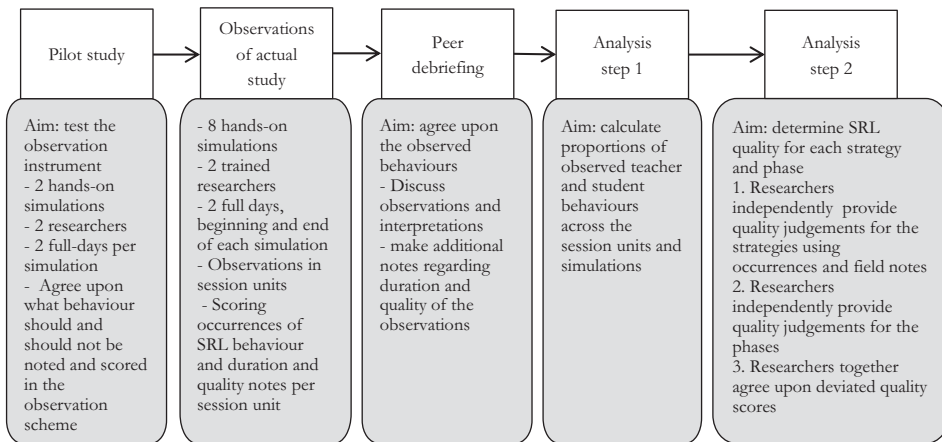 Pilot study
Observations
of actual
study
Peer
debriefing
Analysis
step 1
Analysis
step 2
Aim: test the
observation
instrument
- 2 hands-on
simulations
- 2 researchers
- 2 full-days per
simulation
- Agree upon
what behaviour
should and
should not be
noted and scored
in the
observation
scheme
- 8 hands-on
simulations
- 2 trained
researchers
- 2 full days,
beginning and end
of each simulation
- Observations in
session units
- Scoring
occurrences of
SRL behaviour
and duration and
quality notes per
session unit
Aim: agree upon
the observed
behaviours
- Discuss
observations and
interpretations
- make additional
notes regarding
duration and
quality of the
observations
Aim: calculate
proportions of
observed teacher
and student
behaviours
across the
session units and
simulations
Aim: determine SRL
quality for each strategy
and phase
1. Researchers
independently provide
quality judgements for the
strategies using
occurrences and field notes
2. Researchers
independently provide
quality judgements for the
phases
3. Researchers together
agree upon deviated quality
scores